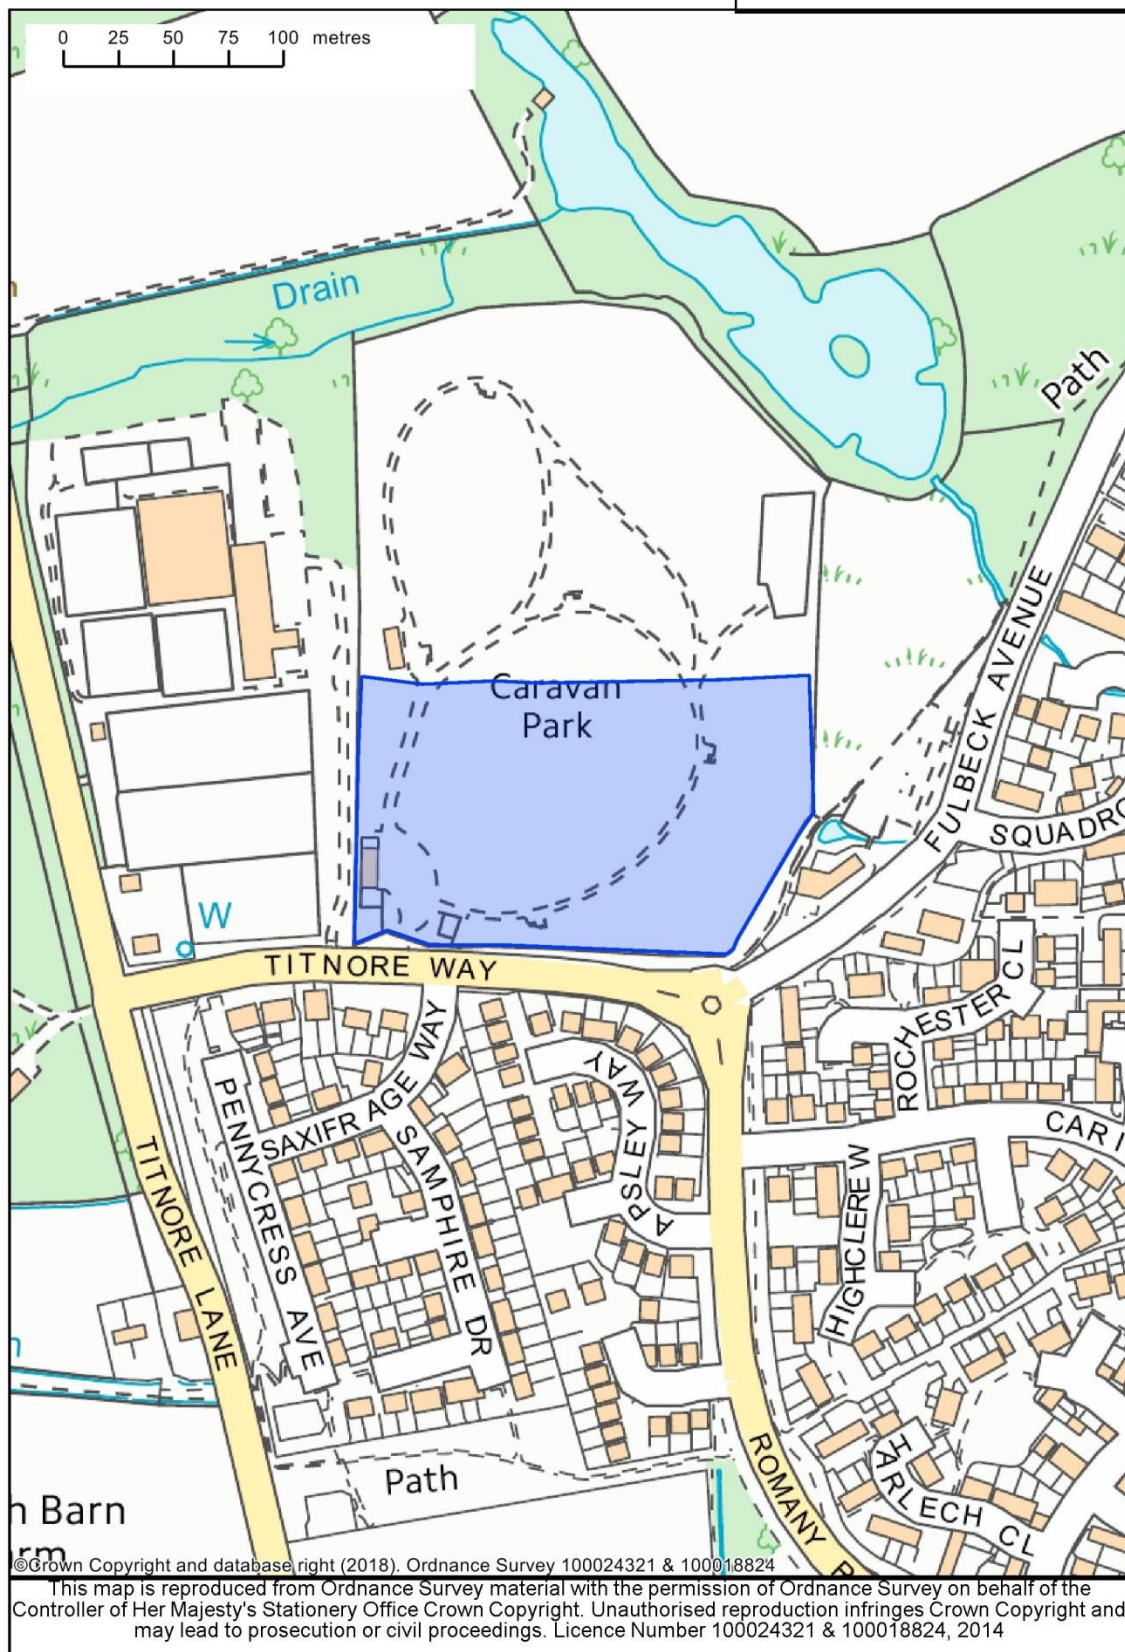 0 25 50 75 100 metres
Drain
Path
Caravan
Park
FULBECK AVENUE
W
TITNORE WAY
ROCHESTER CL
SAXIFRAGE WAY
APSLEY WAY
PENNYCRESS AVE
SAMPHIRE DR
HIGHCLERE W
TITNORE LANE
HARLECH CL
ROMANY
Path
Barn
©Crown Copyright and database right (2018). Ordnance Survey 100024321 & 100018824
This map is reproduced from Ordnance Survey material with the permission of Ordnance Survey on behalf of the
Controller of Her Majesty's Stationery Office Crown Copyright. Unauthorised reproduction infringes Crown Copyright and
may lead to prosecution or civil proceedings. Licence Number 100024321 & 100018824, 2014